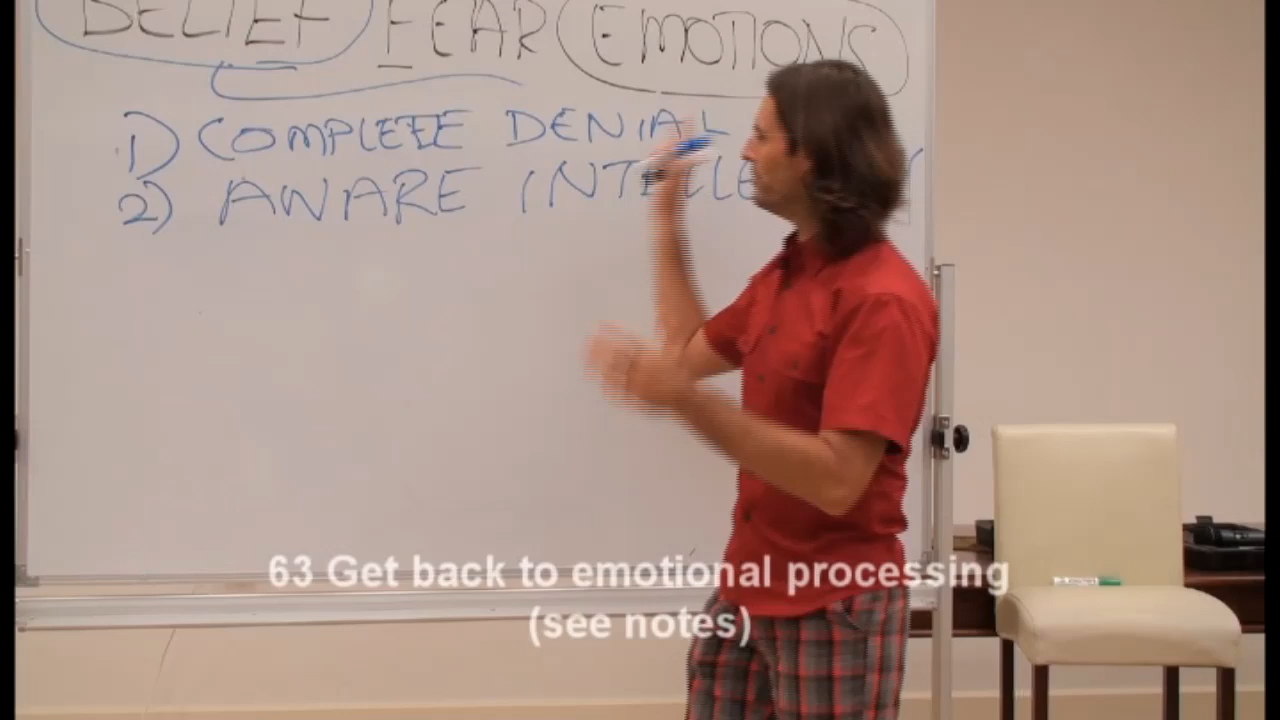 BELIEF FEAR EMOTIONS
1) COMPLETE DENIAL
2) AWARE
63 Get back to emotional processing
(see notes)